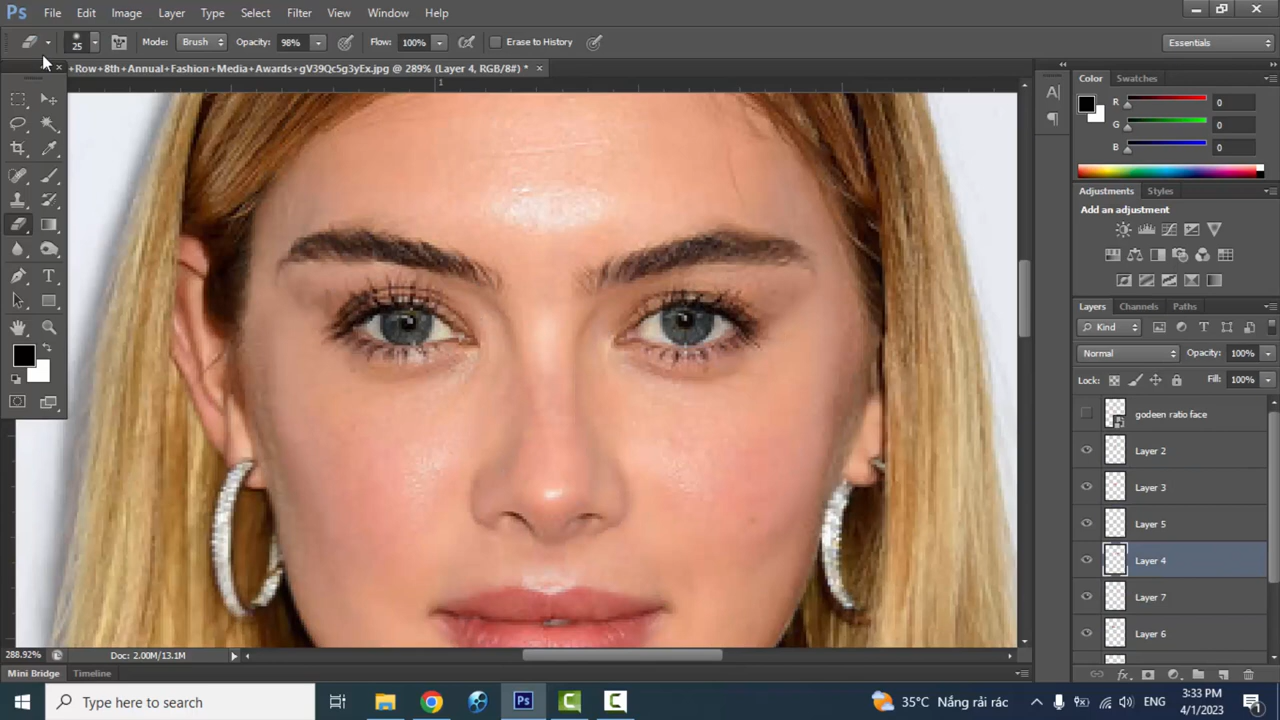 Ps File Edit Image Layer Type Select Filter View Window Help
25 Mode: Brush Opacity: 98% Flow: 100% Erase to History Essentials
+Row+8th+Annual+Fashion+Media+Awards+gV39Qc5g3yEx.jpg @ 289% (Layer 4, RGB/8#) *
1
Color Swatches
R 0
G 0
B 0
Adjustments Styles
Add an adjustment
Layers Channels Paths
Kind
Normal Opacity: 100%
Lock: Fill: 100%
godeen ratio face
Layer 2
Layer 3
Layer 5
Layer 4
Layer 7
Layer 6
288.92% Doc: 2.00M/13.1M
Mini Bridge Timeline
Type here to search Ps 35°C Nắng rải rác ENG 3:33 PM
4/1/2023